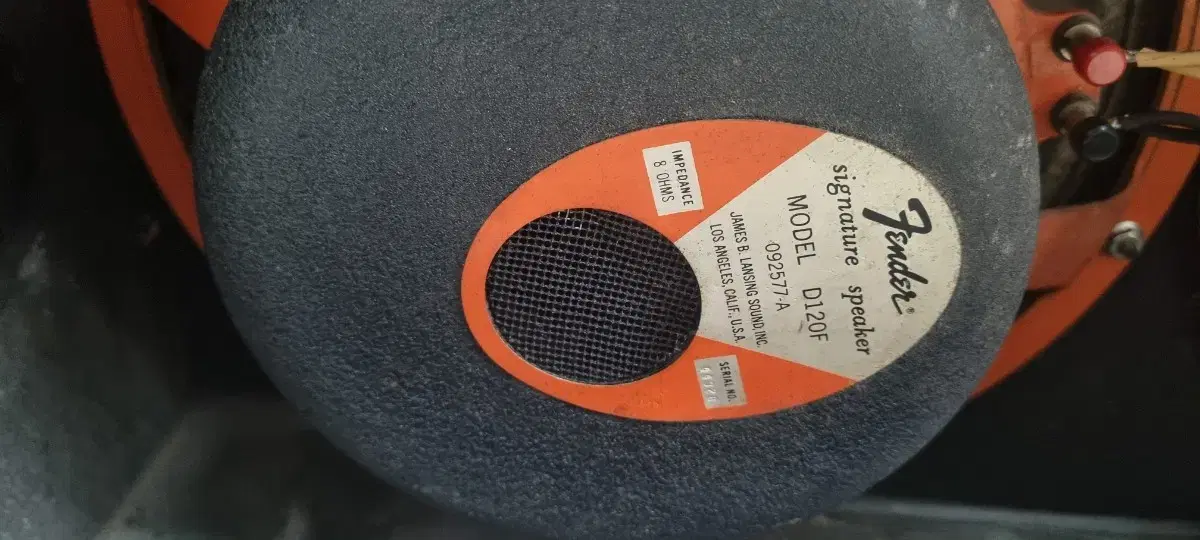 Fender®
signature speaker
MODEL D120F
092577-A
JAMES B. LANSING SOUND, INC.
LOS ANGELES, CALIF., U.S.A.
IMPEDANCE
8 OHMS
SERIAL NO.